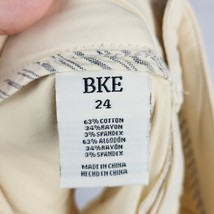 BKE
24
63% COTTON
34% RAYON
3% SPANDEX
63% ALGODÓN
34% RAYON
3% SPANDEX
MADE IN CHINA
HECHO EN CHINA